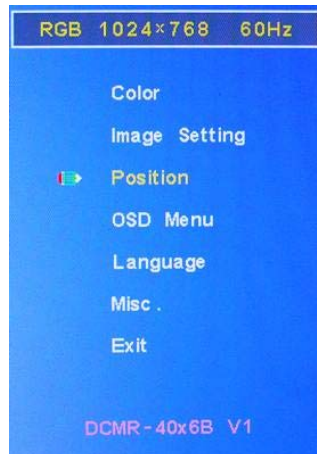 RGB 1024×768 60Hz
Color
Image Setting
Position
OSD Menu
Language
Misc.
Exit
DCMR-40x6B V1